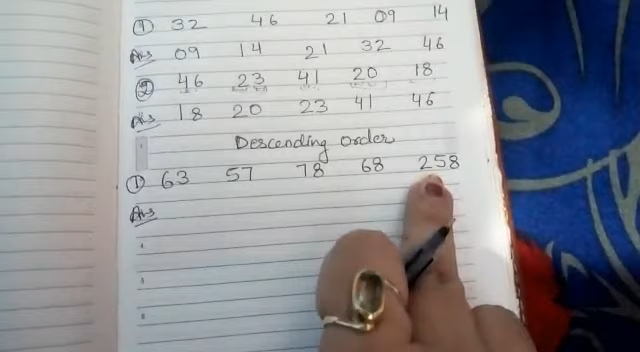 ① 32 46 21 09 14
Ans 09 14 21 32 46
② 46 23 41 20 18
Ans 18 20 23 41 46
Descending Order
① 63 57 78 68 258
Ans